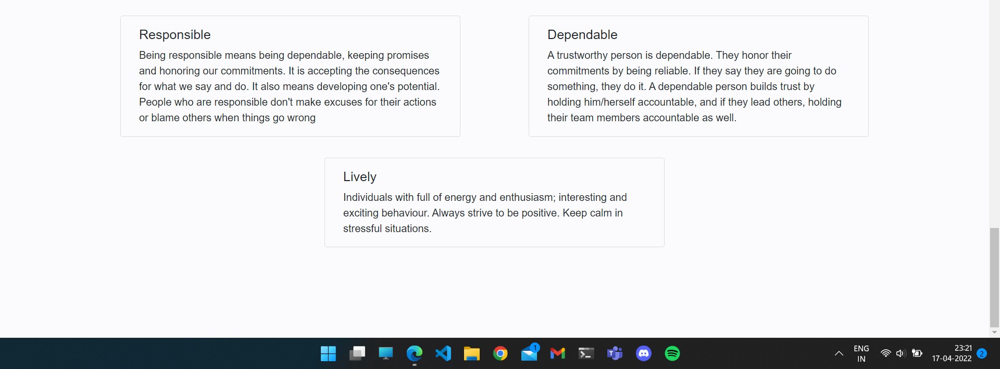 Responsible
Being responsible means being dependable, keeping promises
and honoring our commitments. It is accepting the consequences
for what we say and do. It also means developing one's potential.
People who are responsible don't make excuses for their actions
or blame others when things go wrong
Dependable
A trustworthy person is dependable. They honor their
commitments by being reliable. If they say they are going to do
something, they do it. A dependable person builds trust by
holding him/herself accountable, and if they lead others, holding
their team members accountable as well.
Lively
Individuals with full of energy and enthusiasm; interesting and
exciting behaviour. Always strive to be positive. Keep calm in
stressful situations.
1
ENG
IN
23:21
17-04-2022
2